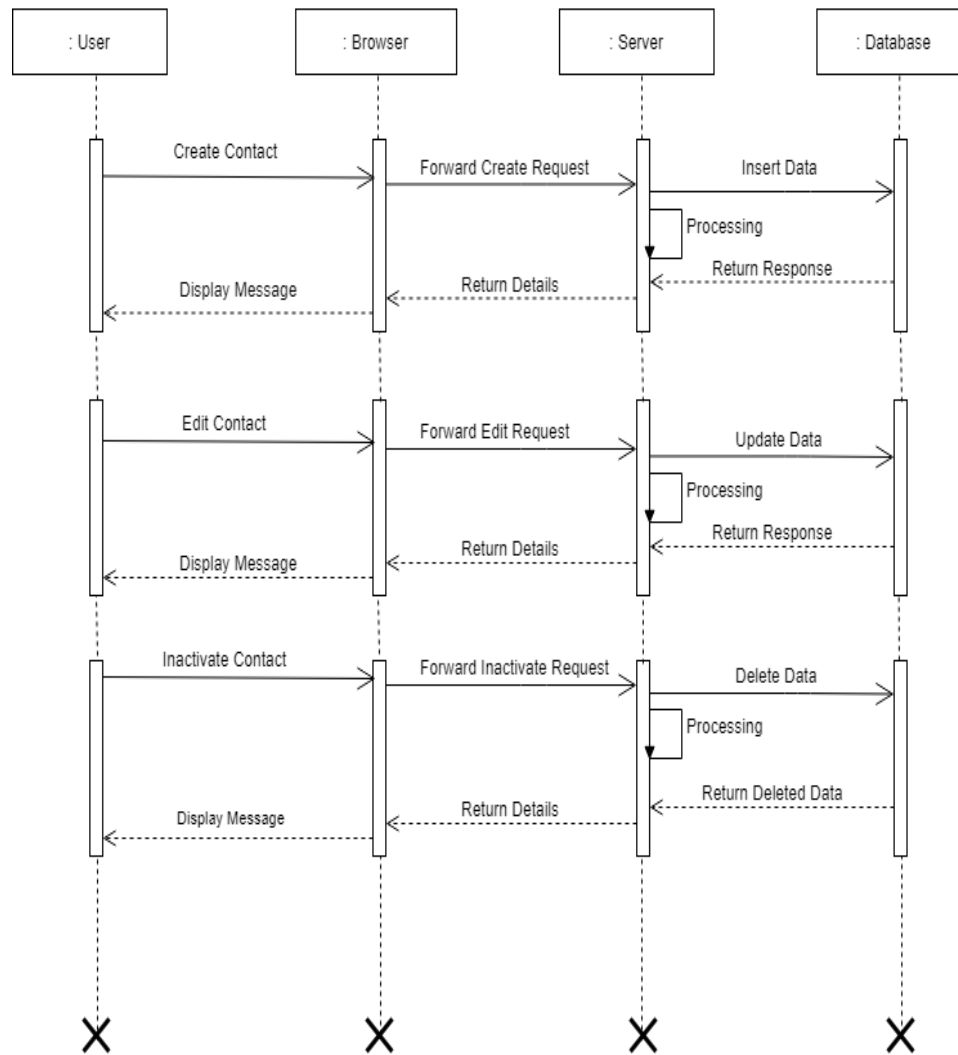 : User
: Browser
: Server
: Database
Create Contact
Forward Create Request
Insert Data
Processing
Return Response
Return Details
Display Message
Edit Contact
Forward Edit Request
Update Data
Processing
Return Response
Return Details
Display Message
Inactivate Contact
Forward Inactivate Request
Delete Data
Processing
Return Deleted Data
Return Details
Display Message